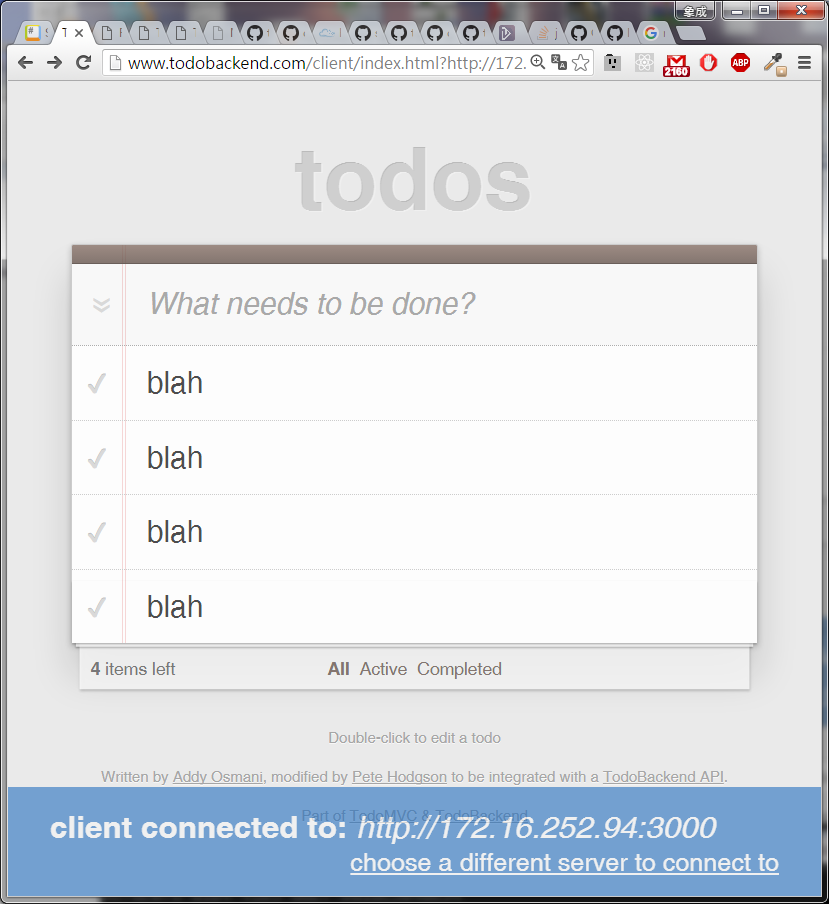 象成
www.todobackend.com/client/index.html?http://172.
2160
ABP
todos
What needs to be done?
blah
blah
blah
blah
4 items left All Active Completed
Double-click to edit a todo
Written by Addy Osmani, modified by Pete Hodgson to be integrated with a TodoBackend API.
Part of TodoMVC & TodoBackend
client connected to: http://172.16.252.94:3000
choose a different server to connect to